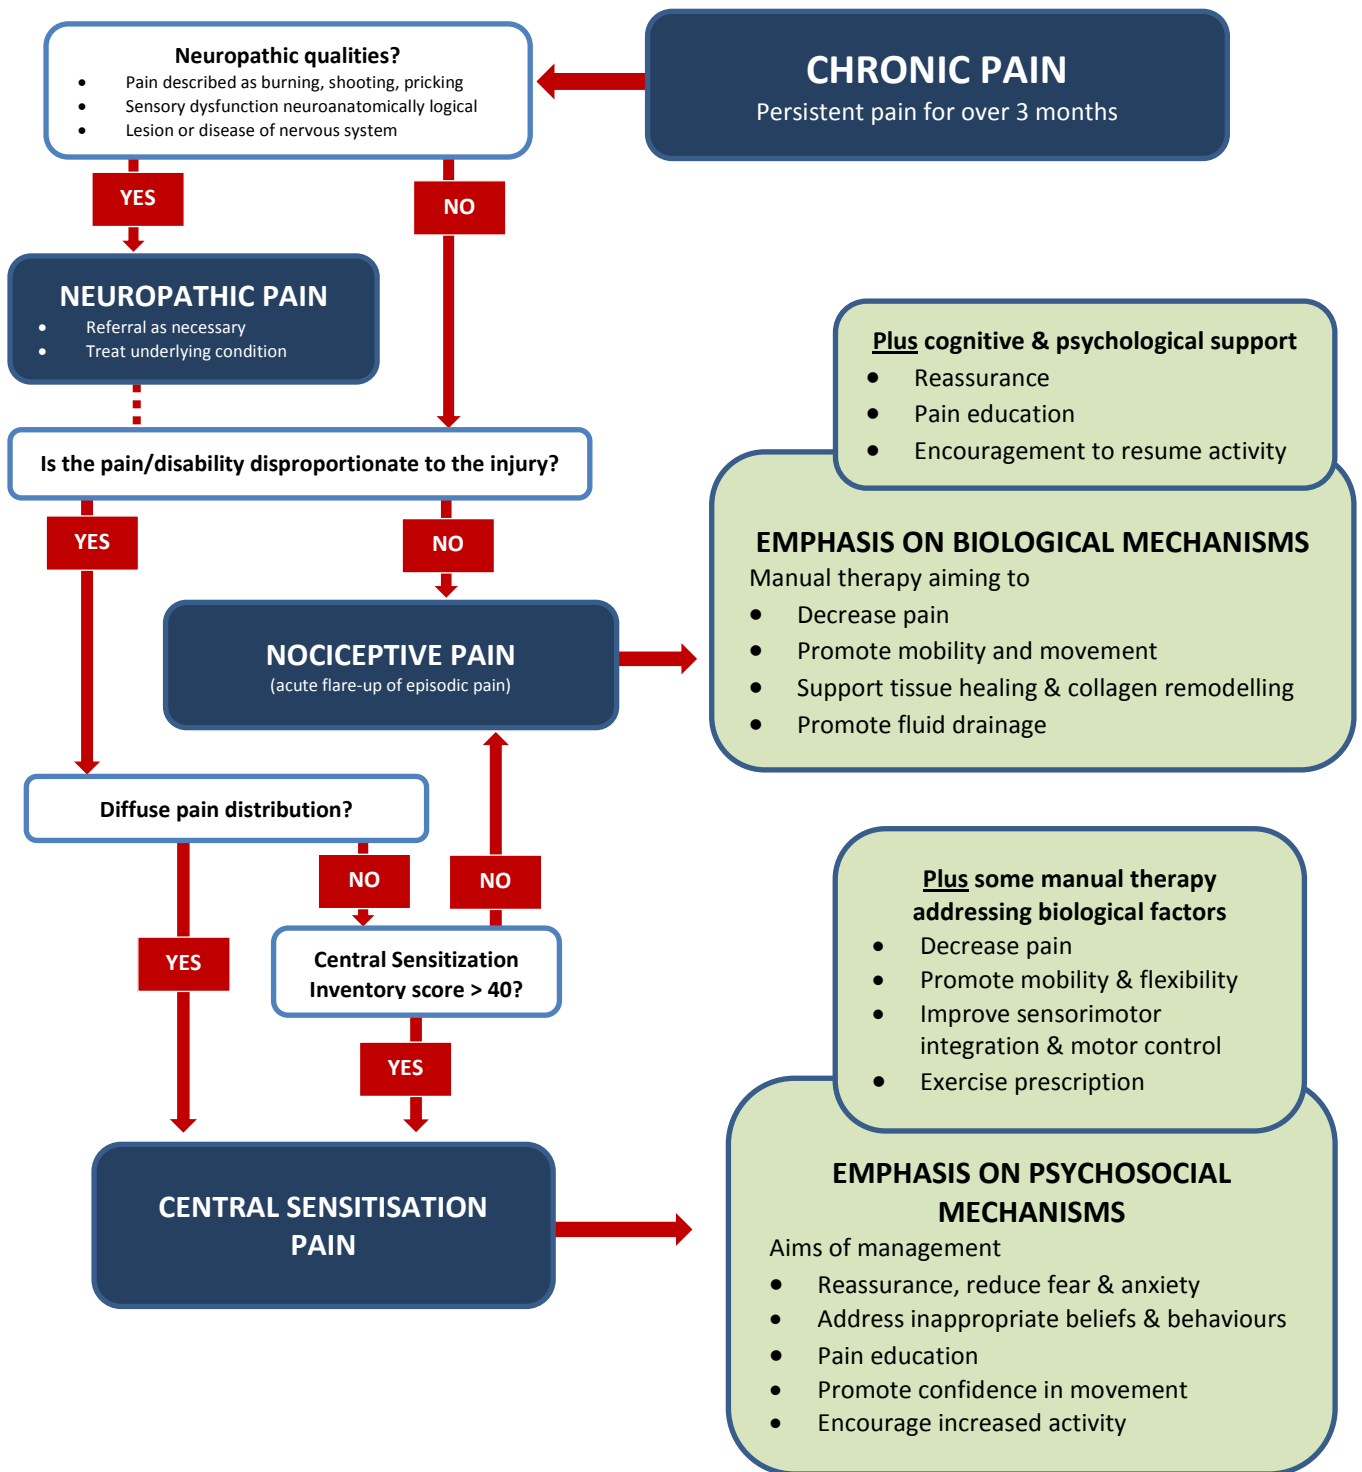 CHRONIC PAIN
Persistent pain for over 3 months
Neuropathic qualities?
• Pain described as burning, shooting, pricking
• Sensory dysfunction neuroanatomically logical
• Lesion or disease of nervous system
YES
NO
NEUROPATHIC PAIN
• Referral as necessary
• Treat underlying condition
Is the pain/disability disproportionate to the injury?
YES
NO
NOCICEPTIVE PAIN
(acute flare-up of episodic pain)
Plus cognitive & psychological support
• Reassurance
• Pain education
• Encouragement to resume activity
EMPHASIS ON BIOLOGICAL MECHANISMS
Manual therapy aiming to
• Decrease pain
• Promote mobility and movement
• Support tissue healing & collagen remodelling
• Promote fluid drainage
Diffuse pain distribution?
YES
NO
NO
Central Sensitization
Inventory score > 40?
YES
CENTRAL SENSITISATION
PAIN
Plus some manual therapy
addressing biological factors
• Decrease pain
• Promote mobility & flexibility
• Improve sensorimotor
integration & motor control
• Exercise prescription
EMPHASIS ON PSYCHOSOCIAL
MECHANISMS
Aims of management
• Reassurance, reduce fear & anxiety
• Address inappropriate beliefs & behaviours
• Pain education
• Promote confidence in movement
• Encourage increased activity